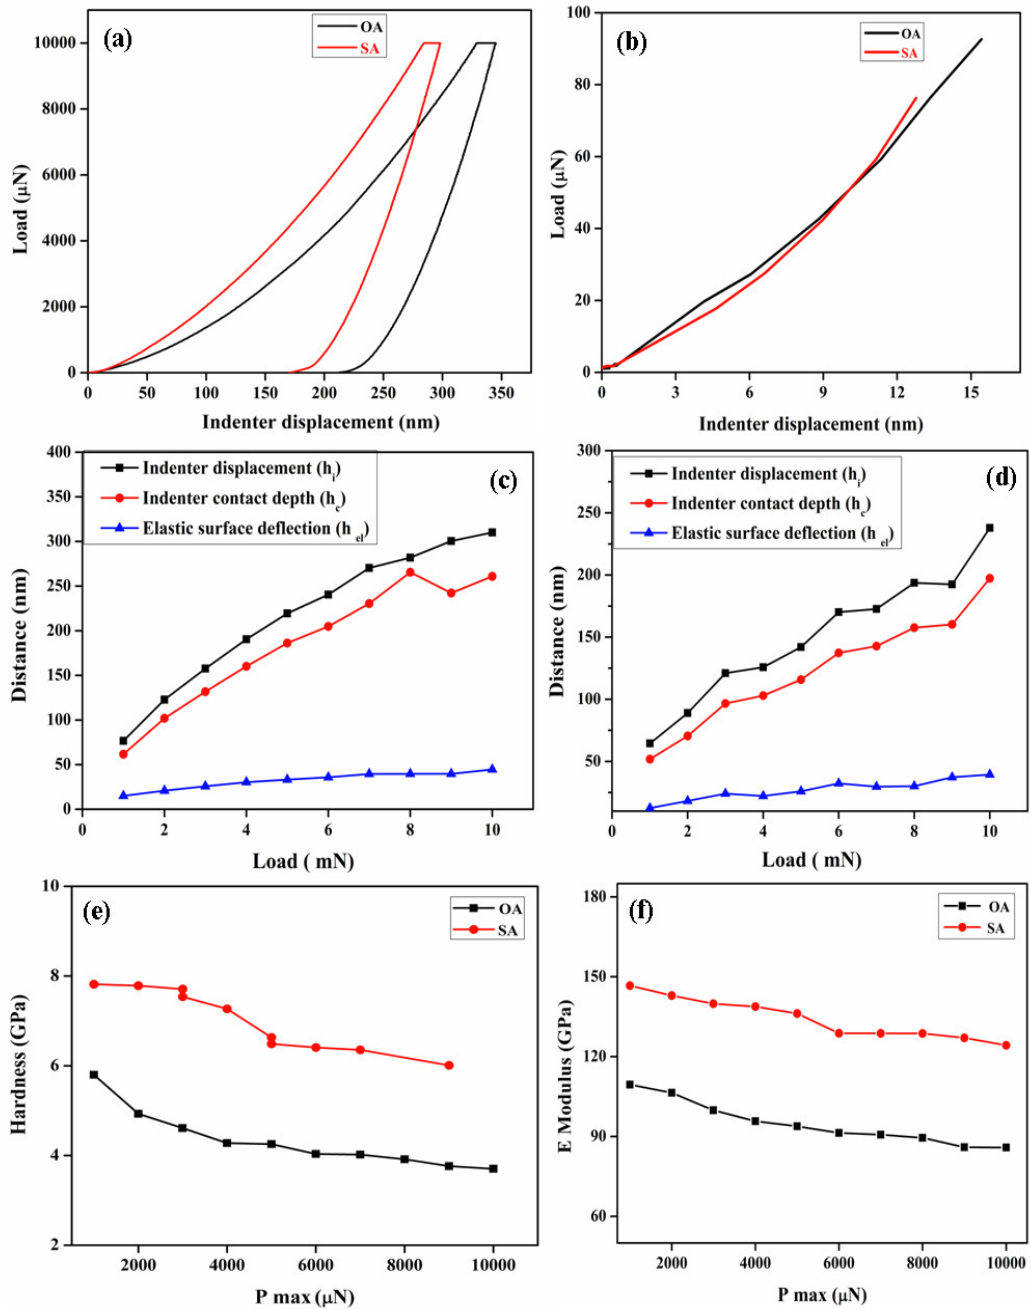 (a)
OA
SA
10000
8000
6000
4000
2000
0
Load (µN)
0 50 100 150 200 250 300 350
Indenter displacement (nm)
(b)
OA
SA
100
80
60
40
20
0
Load (µN)
0 3 6 9 12 15
Indenter displacement (nm)
(c)
Indenter displacement (hi)
Indenter contact depth (hc)
Elastic surface deflection (h el)
400
350
300
250
200
150
100
50
0
Distance (nm)
0 2 4 6 8 10
Load ( mN)
(d)
Indenter displacement (hi)
Indenter contact depth (hc)
Elastic surface deflection (h el)
300
250
200
150
100
50
Distance (nm)
0 2 4 6 8 10
Load ( mN)
(e)
OA
SA
10
8
6
4
2
Hardness (GPa)
2000 4000 6000 8000 10000
P max (µN)
(f)
OA
SA
180
150
120
90
60
E Modulus (GPa)
2000 4000 6000 8000 10000
P max (µN)